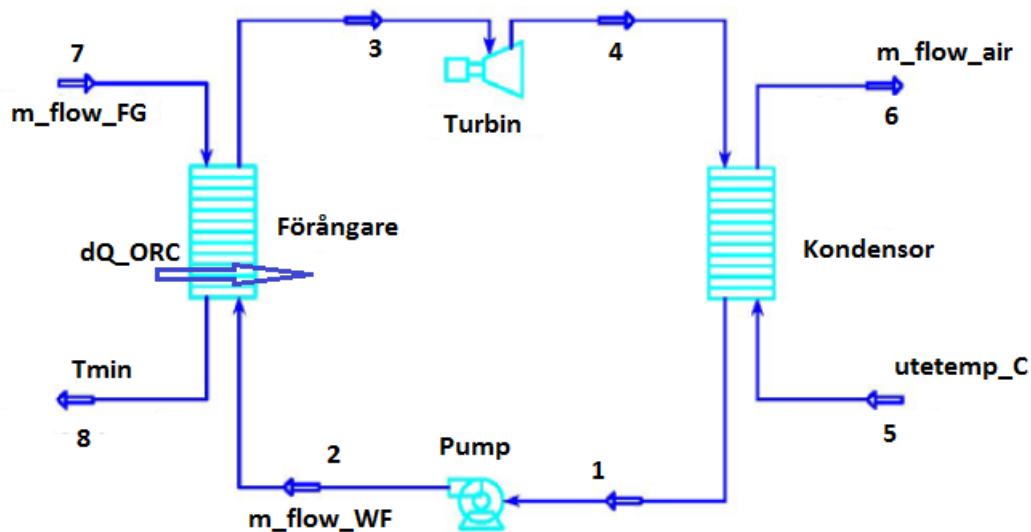 3
4
7
m_flow_air
m_flow_FG
6
Turbin
Förångare
dQ_ORC
Kondensor
Tmin
utetemp_C
8
5
2
Pump
1
m_flow_WF